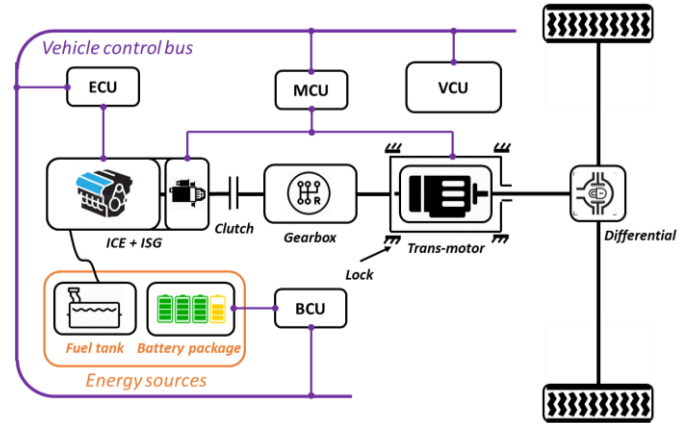 Vehicle control bus
ECU
MCU
VCU
R
Clutch
Gearbox
Trans-motor
Differential
ICE + ISG
Lock
BCU
Fuel tank
Battery package
Energy sources